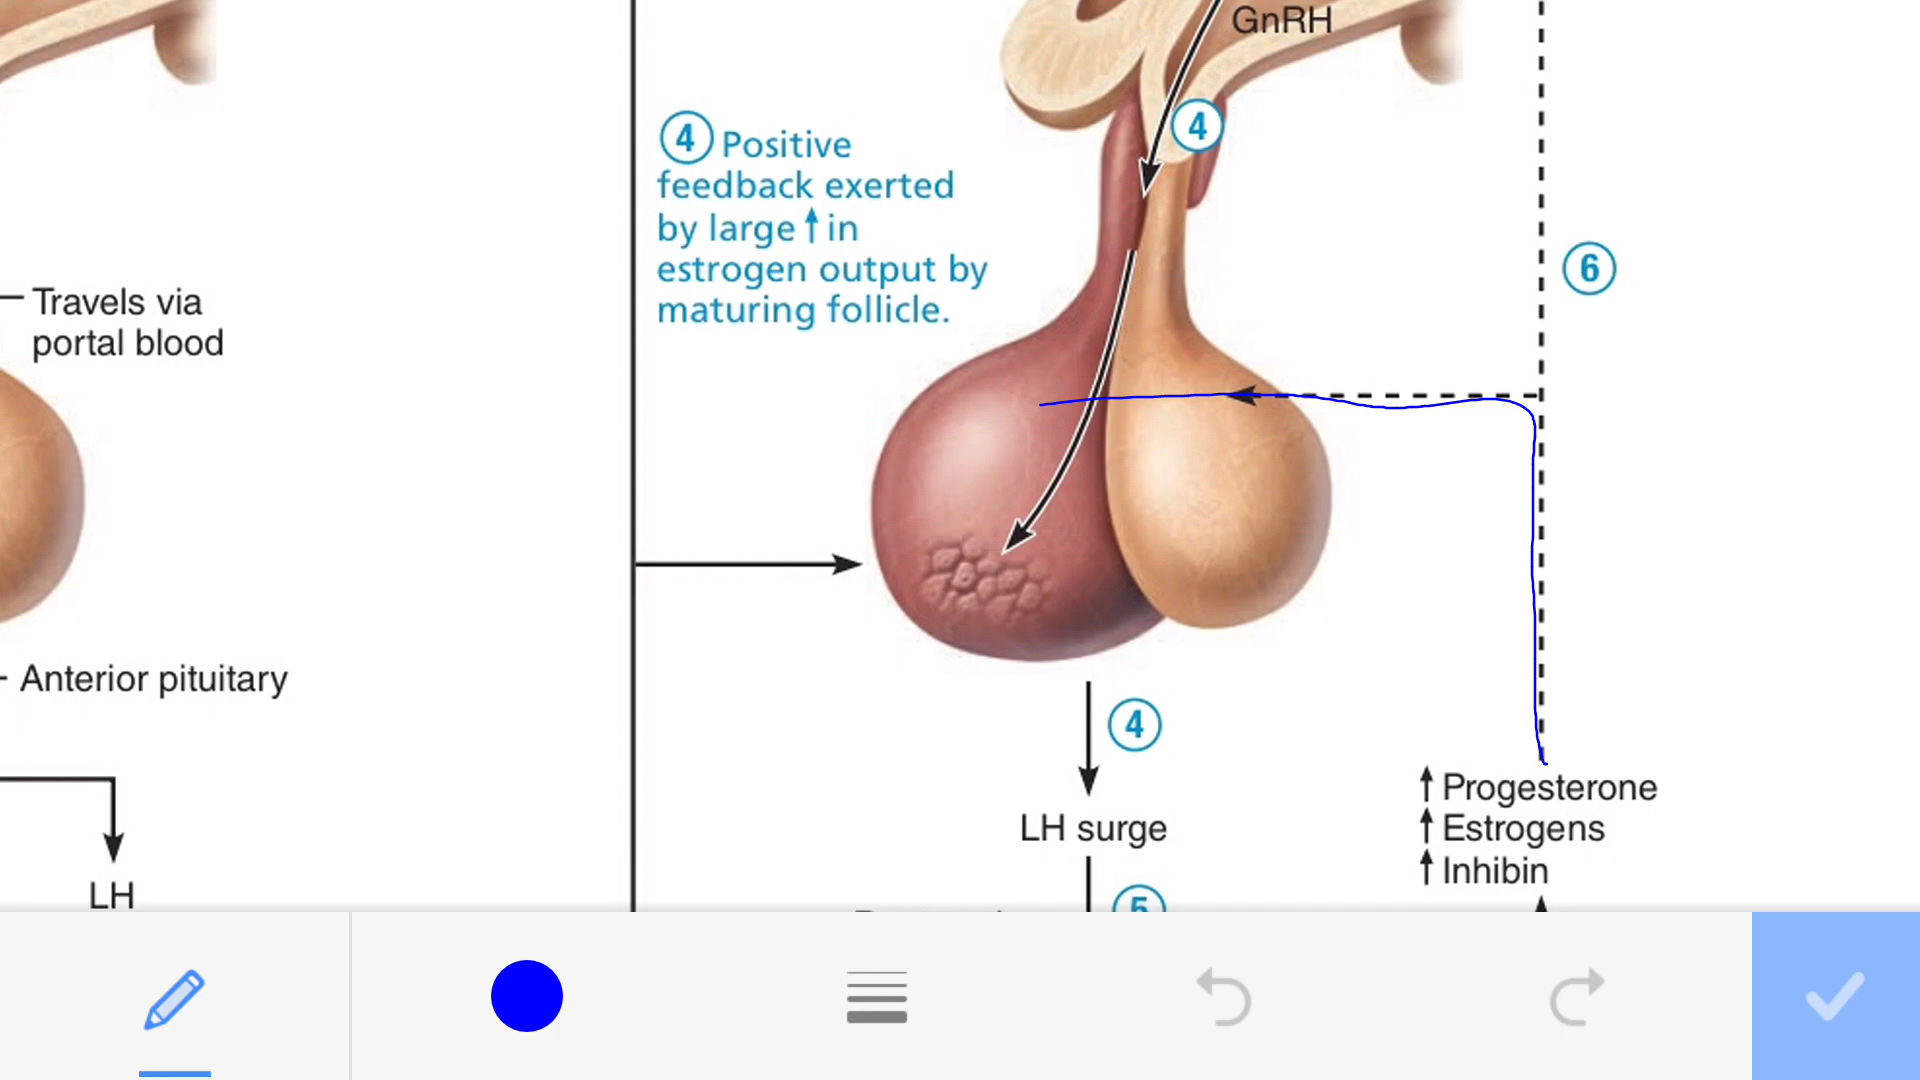 GnRH
4
4 Positive
feedback exerted
by large ↑ in
estrogen output by
maturing follicle.
6
Travels via
portal blood
Anterior pituitary
4
LH surge
↑ Progesterone
↑ Estrogens
↑ Inhibin
LH
5